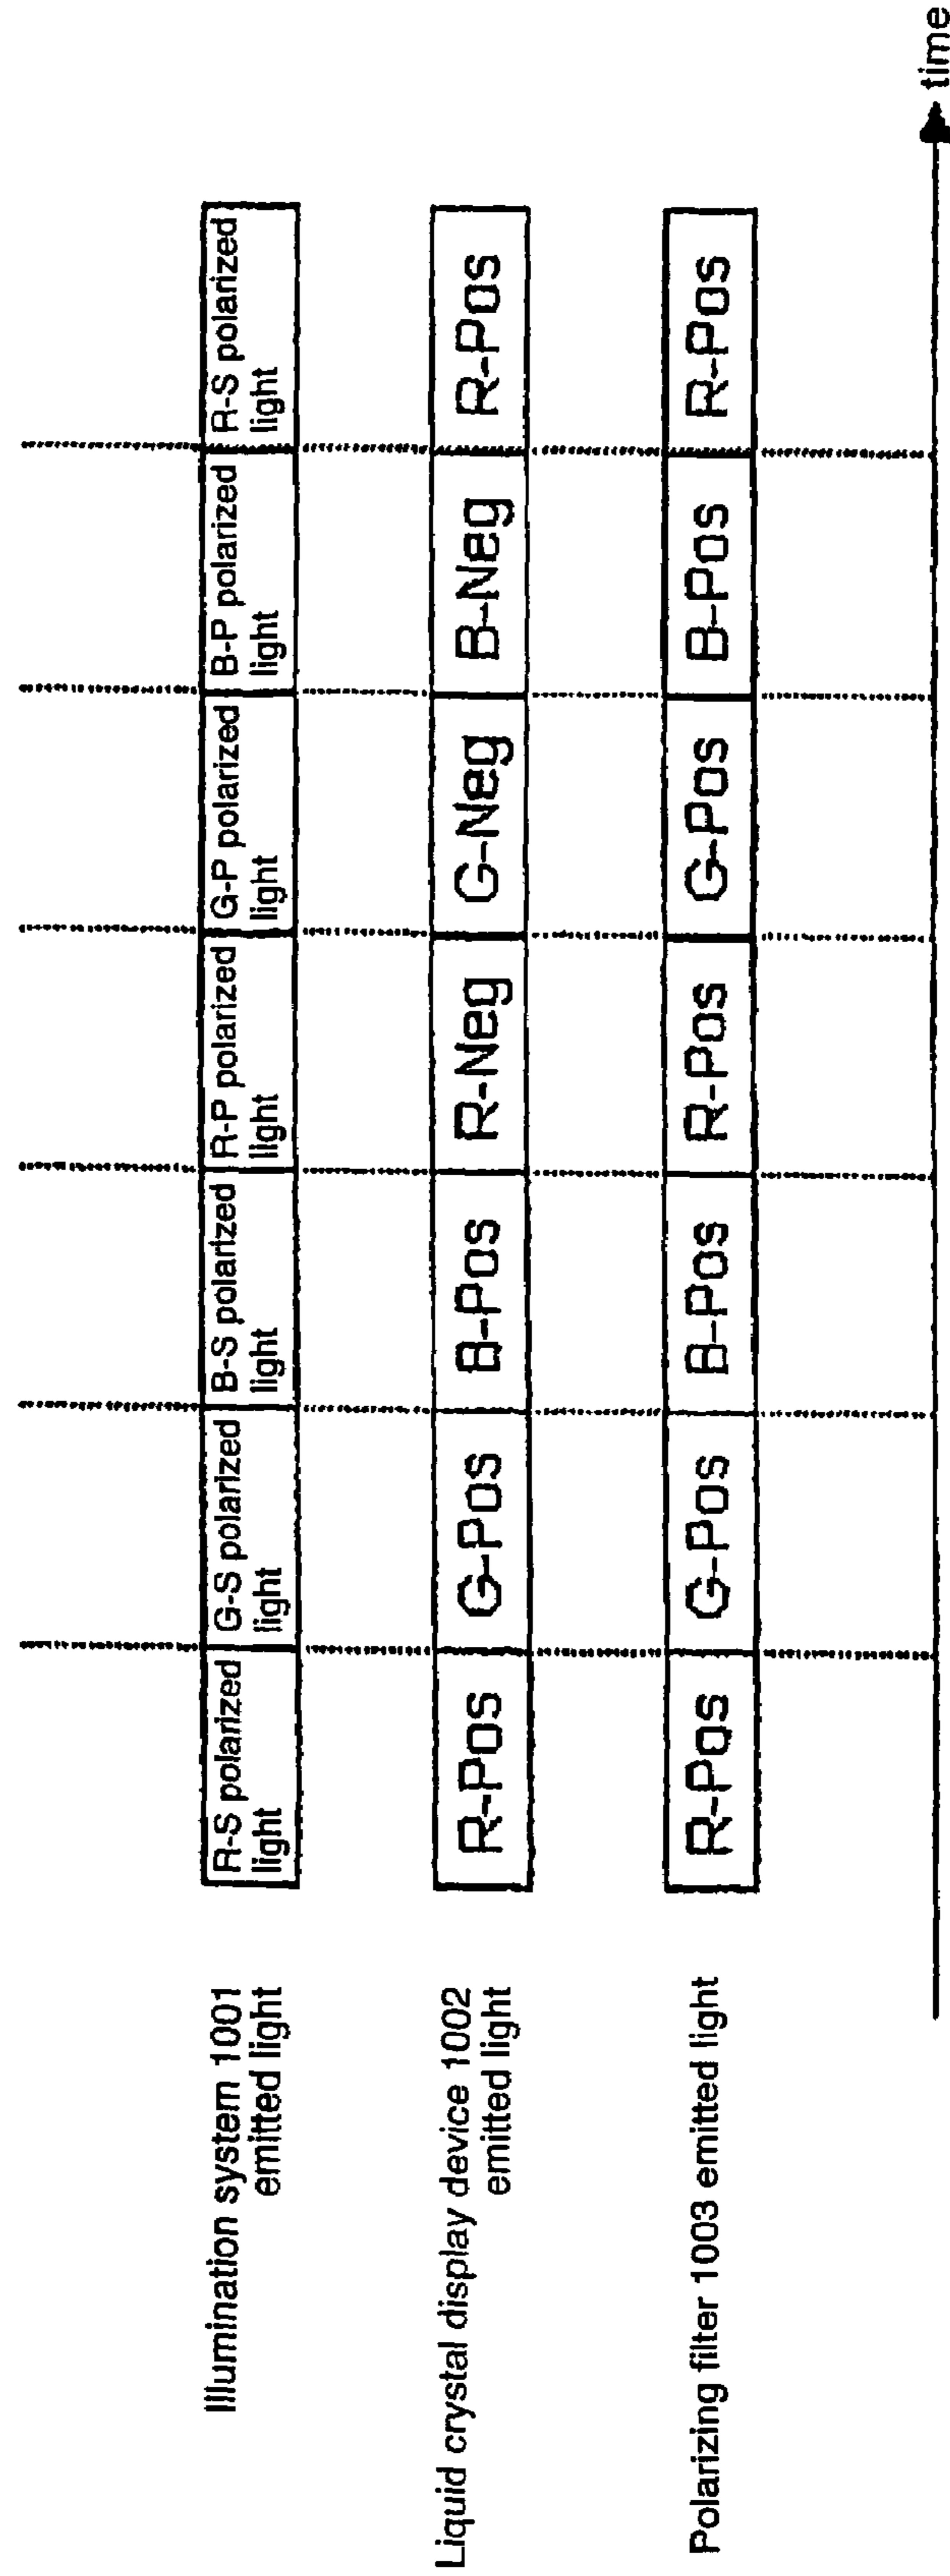 Illumination system 1001
emitted light
R-S polarized
light
G-S polarized
light
B-S polarized
light
R-P polarized
light
G-P polarized
light
B-P polarized
light
R-S polarized
light
Liquid crystal display device 1002
emitted light
R-Pos
G-Pos
B-Pos
R-Neg
G-Neg
B-Neg
R-Pos
Polarizing filter 1003 emitted light
R-Pos
G-Pos
B-Pos
R-Pos
G-Pos
B-Pos
R-Pos
time